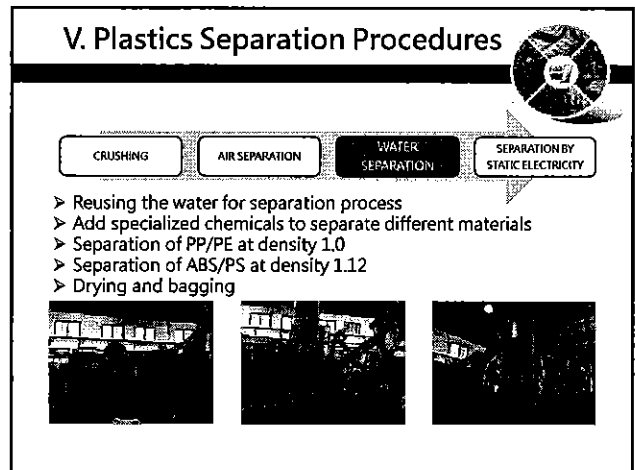 V. Plastics Separation Procedures
CRUSHING
AIR SEPARATION
WATER
SEPARATION
SEPARATION BY
STATIC ELECTRICITY
➢ Reusing the water for separation process
➢ Add specialized chemicals to separate different materials
➢ Separation of PP/PE at density 1.0
➢ Separation of ABS/PS at density 1.12
➢ Drying and bagging